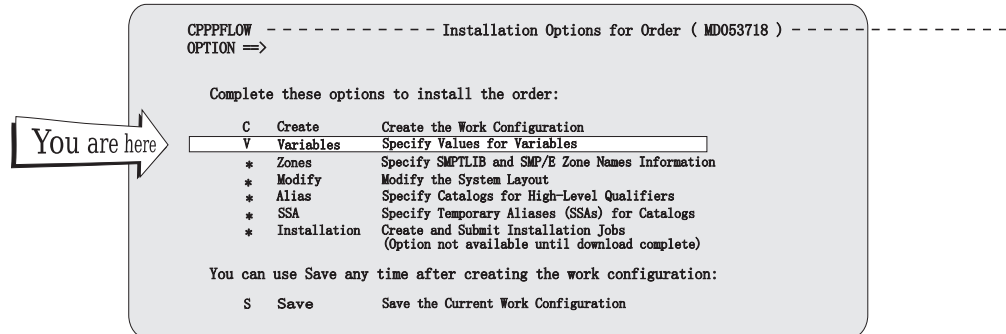 CPPPFLOW - - - - - - - - - - - - Installation Options for Order ( MD053718 ) - - - - - - - - - - - - - - -
OPTION ==>
Complete these options to install the order:
C Create Create the Work Configuration
You are here
V Variables Specify Values for Variables
* Zones Specify SMPTLIB and SMP/E Zone Names Information
* Modify Modify the System Layout
* Alias Specify Catalogs for High-Level Qualifiers
* SSA Specify Temporary Aliases (SSAs) for Catalogs
* Installation Create and Submit Installation Jobs
(Option not available until download complete)
You can use Save any time after creating the work configuration:
S Save Save the Current Work Configuration